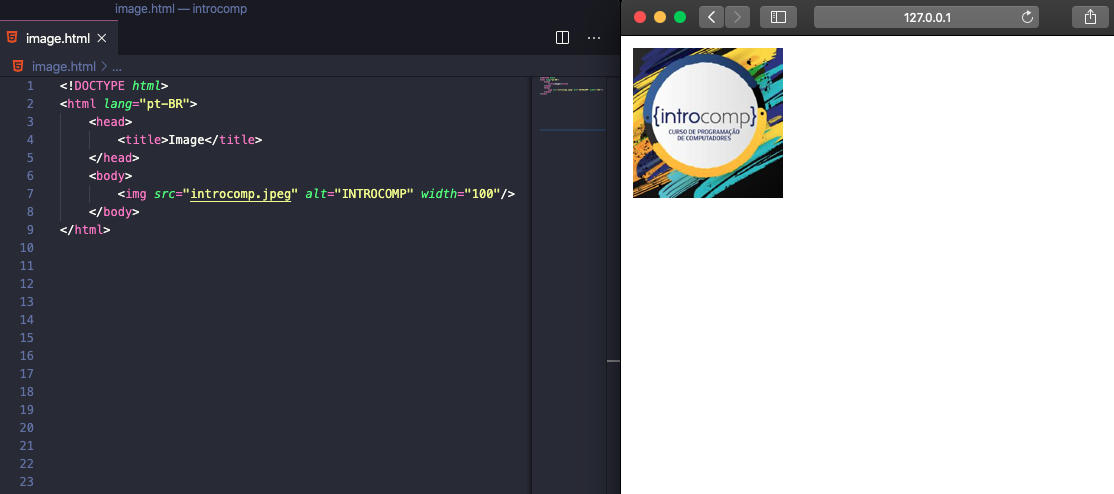 image.html — introcomp
image.html
image.html > ...
1 <!DOCTYPE html>
2 <html lang="pt-BR">
3 <head>
4 <title>Image</title>
5 </head>
6 <body>
7 <img src="introcomp.jpeg" alt="INTROCOMP" width="100"/>
8 </body>
9 </html>
10
11
12
13
14
15
16
17
18
19
20
21
22
23
127.0.0.1
{introcomp}
CURSO DE PROGRAMAÇÃO
DE COMPUTADORES